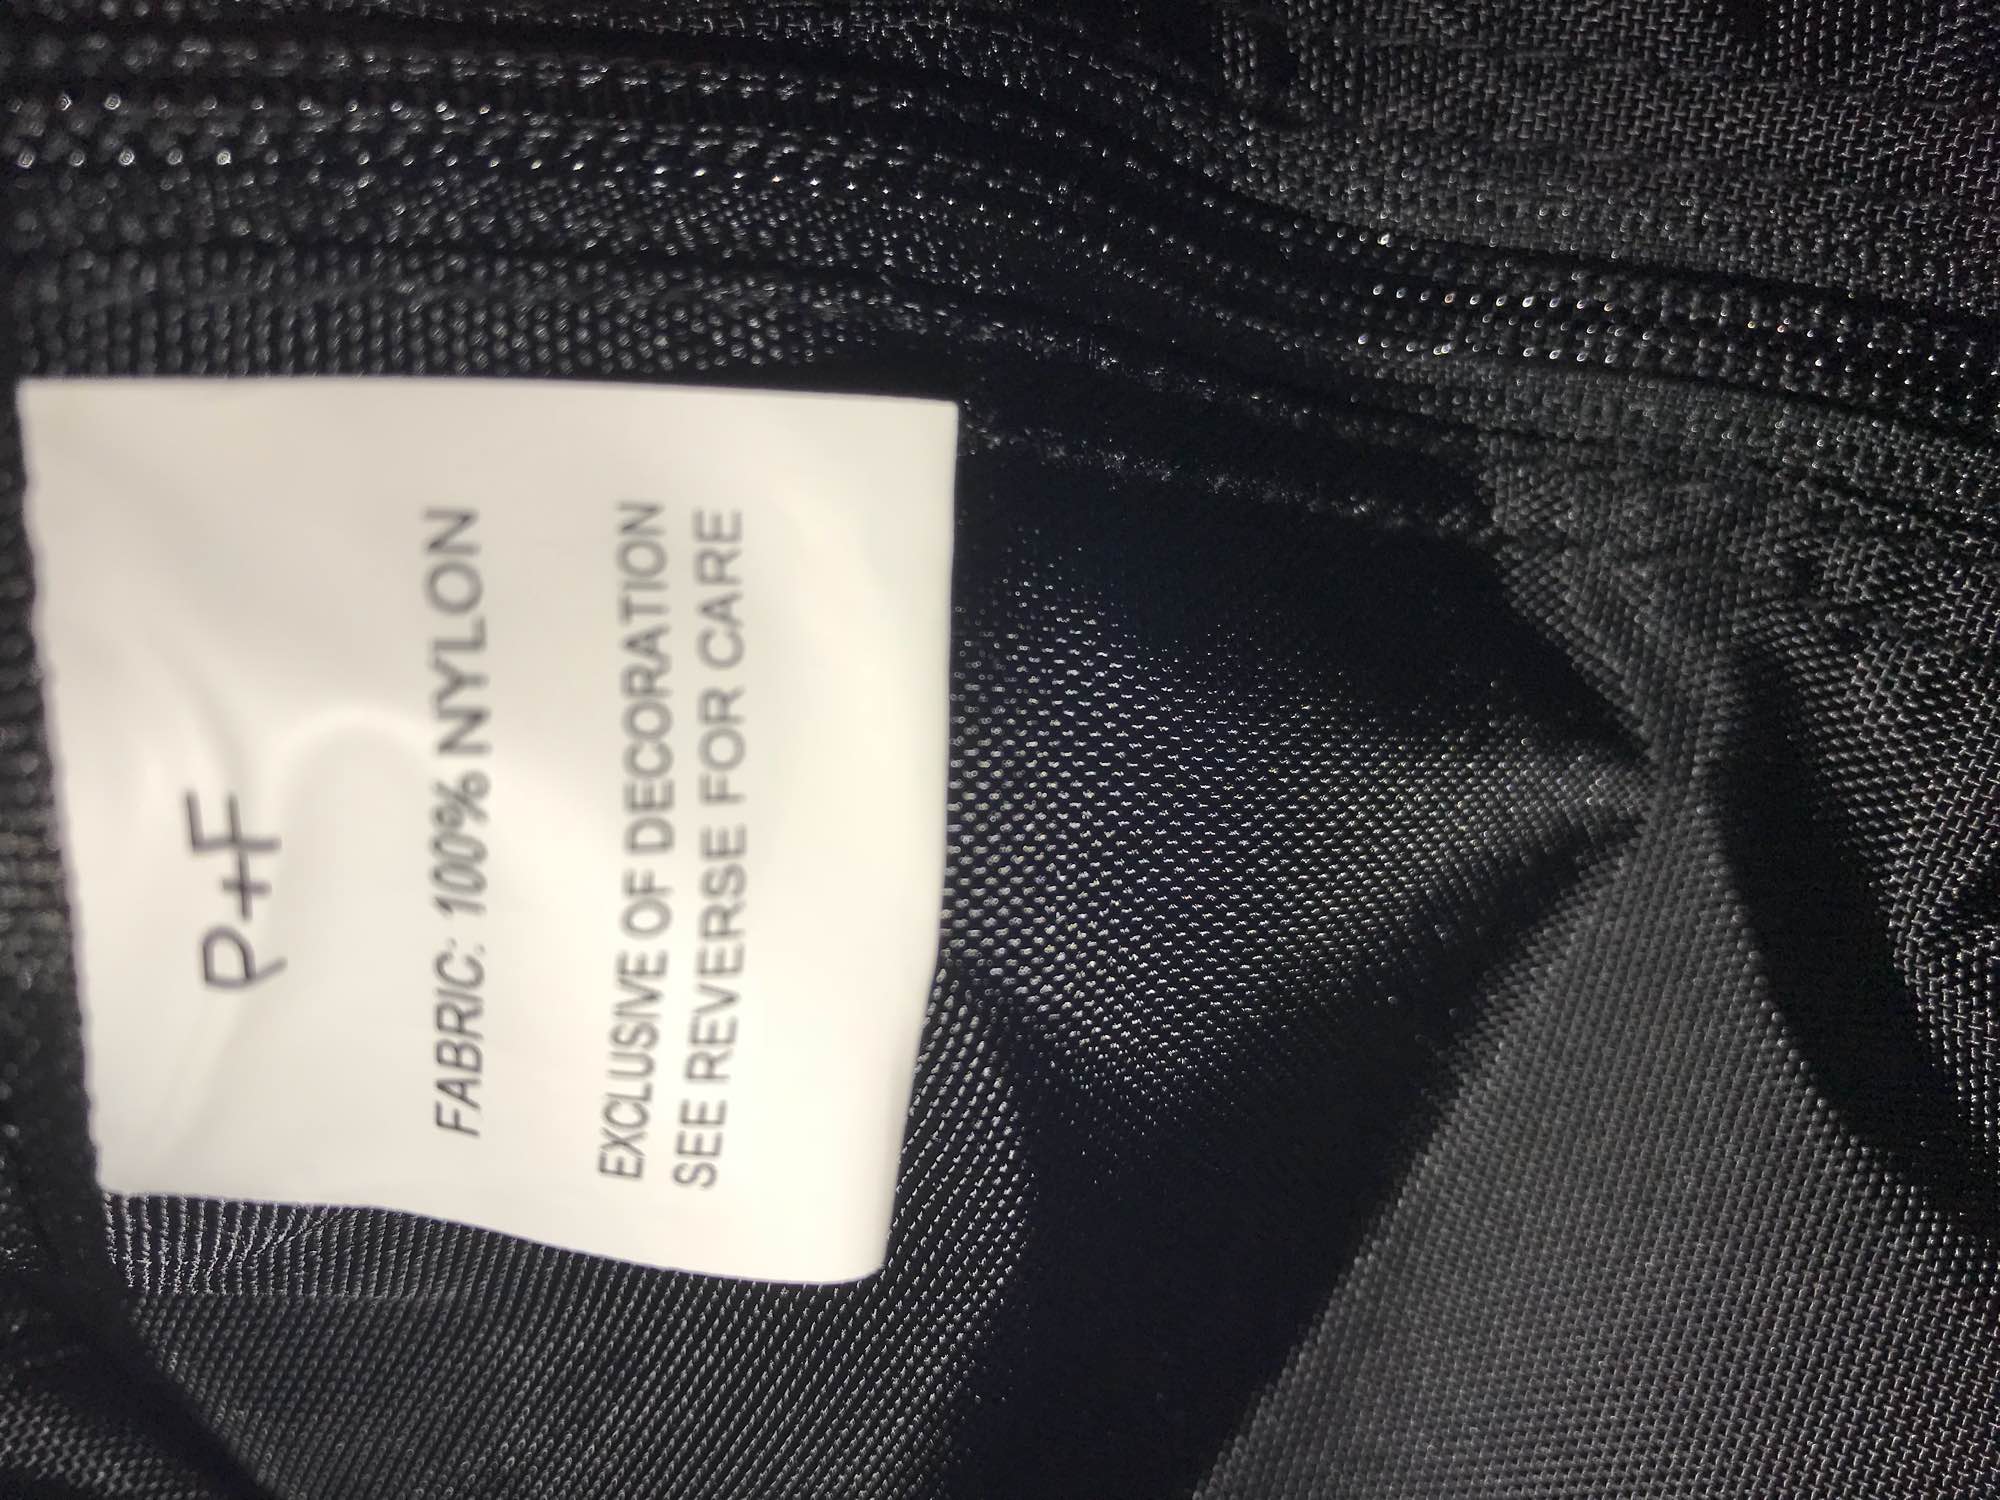 P+F
FABRIC: 100% NYLON
EXCLUSIVE OF DECORATION
SEE REVERSE FOR CARE